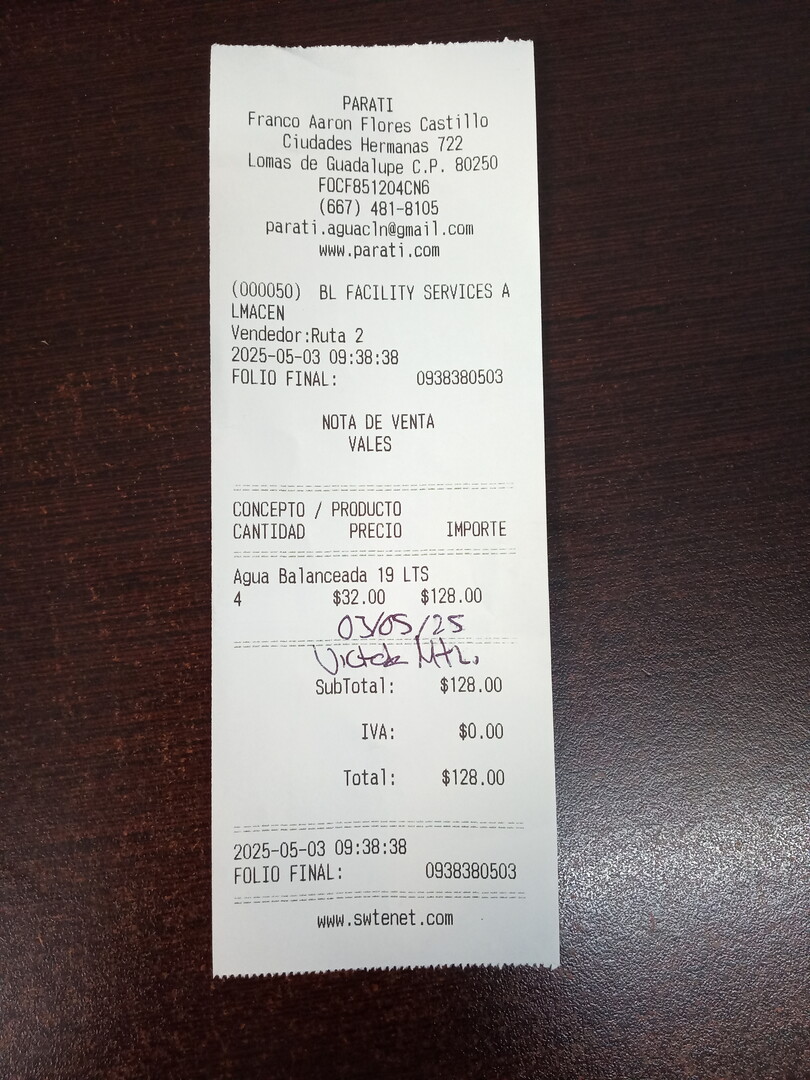 PARATI
Franco Aaron Flores Castillo
Ciudades Hermanas 722
Lomas de Guadalupe C.P. 80250
FOCF851204CN6
(667) 481-8105
parati.aguacln@gmail.com
www.parati.com
(000050) BL FACILITY SERVICES A
LMACEN
Vendedor:Ruta 2
2025-05-03 09:38:38
FOLIO FINAL: 0938380503
NOTA DE VENTA
VALES
CONCEPTO / PRODUCTO
CANTIDAD PRECIO IMPORTE
Agua Balanceada 19 LTS
4 $32.00 $128.00
03/05/25
Victor Mtz.
SubTotal: $128.00
IVA: $0.00
Total: $128.00
2025-05-03 09:38:38
FOLIO FINAL: 0938380503
www.swtenet.com